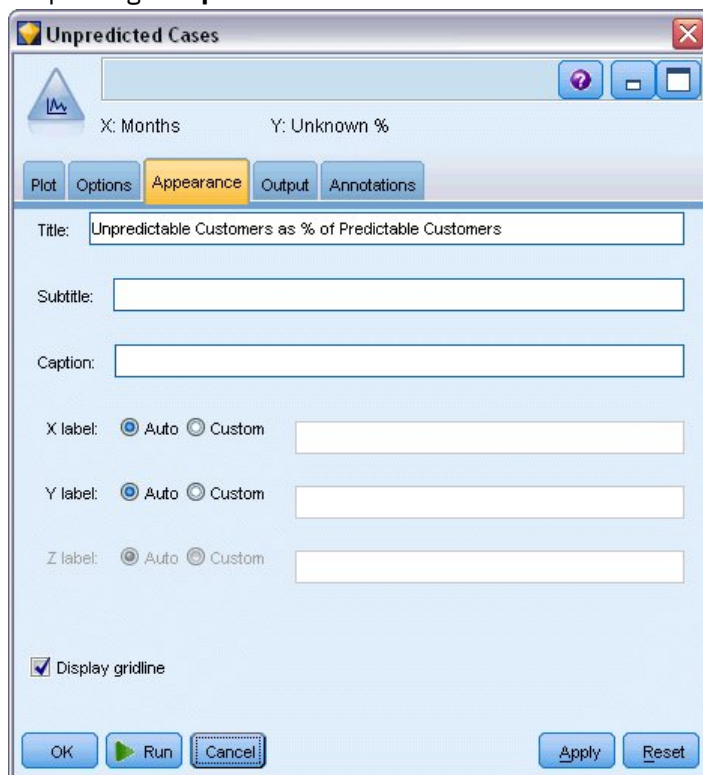 Unpredicted Cases
X: Months Y: Unknown %
Plot Options Appearance Output Annotations
Title: Unpredictable Customers as % of Predictable Customers
Subtitle:
Caption:
X label: Auto Custom
Y label: Auto Custom
Z label: Auto Custom
Display gridline
OK Run Cancel Apply Reset